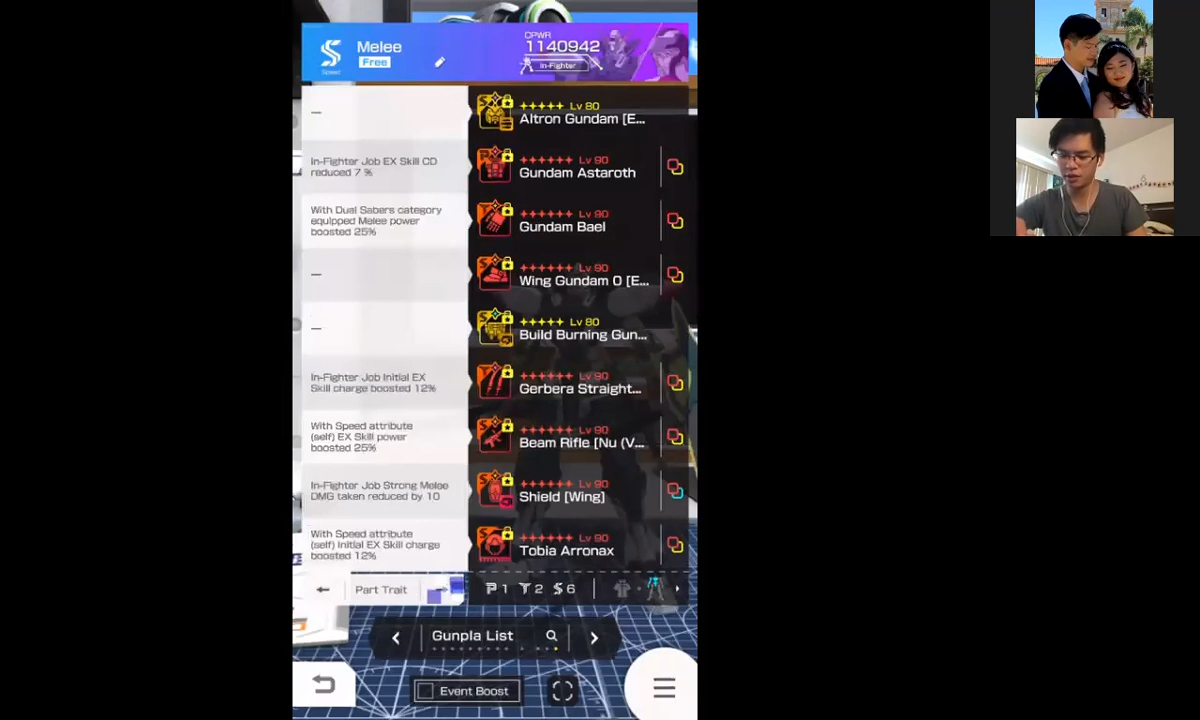 Melee
Free
Speed
CPWR
1140942
In-Fighter
—
Lv 80
Altron Gundam [E...
In-Fighter Job EX Skill CD
reduced 7 %
Lv 90
Gundam Astaroth
With Dual Sabers category
equipped Melee power
boosted 25%
Lv 90
Gundam Bael
—
Lv 90
Wing Gundam 0 [E...
—
Lv 80
Build Burning Gun...
In-Fighter Job Initial EX
Skill charge boosted 12%
Lv 90
Gerbera Straight...
With Speed attribute
(self) EX Skill power
boosted 25%
Lv 90
Beam Rifle [Nu (V...
In-Fighter Job Strong Melee
DMG taken reduced by 10
Lv 90
Shield [Wing]
With Speed attribute
(self) Initial EX Skill charge
boosted 12%
Lv 90
Tobia Arronax
Part Trait
P 1 T 2 S 6
Gunpla List
Event Boost